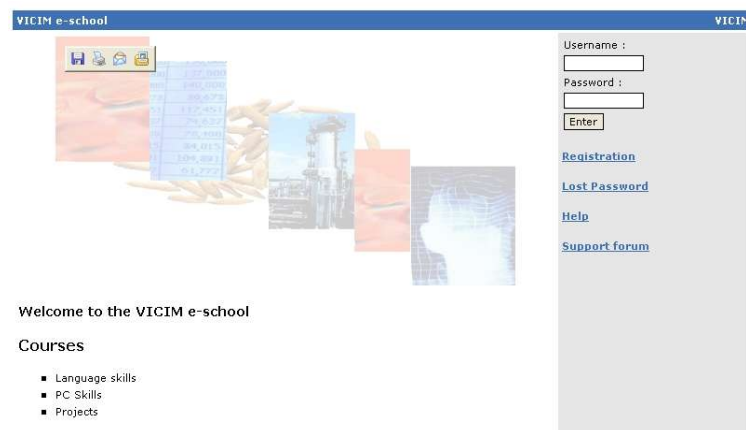 VICIM e-school
VICIM
Username :
Password :
Enter
Registration
Lost Password
Help
Support forum
Welcome to the VICIM e-school
Courses
Language skills
PC Skills
Projects